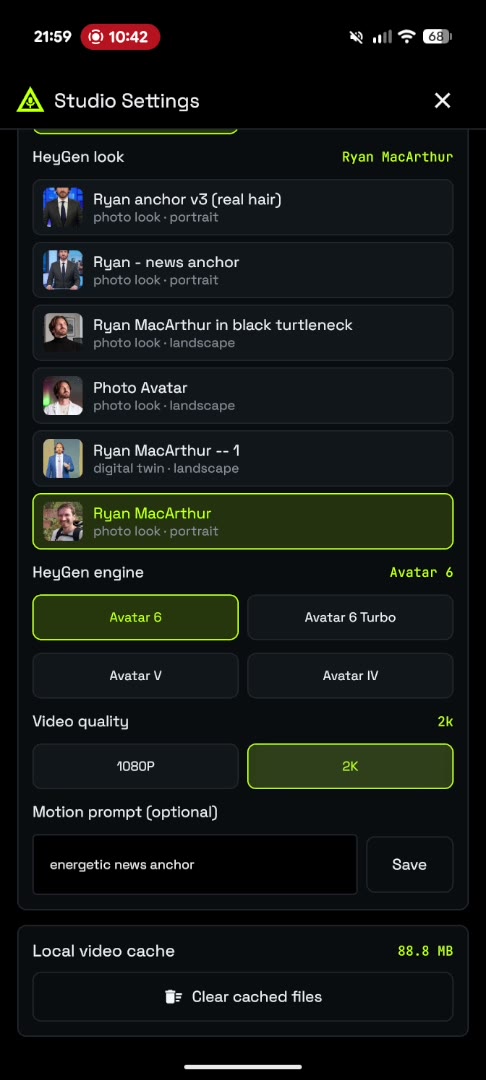 21:59
10:42
68
Studio Settings
HeyGen look
Ryan MacArthur
Ryan anchor v3 (real hair)
photo look · portrait
Ryan - news anchor
photo look · portrait
Ryan MacArthur in black turtleneck
photo look · landscape
Photo Avatar
photo look · landscape
Ryan MacArthur -- 1
digital twin · landscape
Ryan MacArthur
photo look · portrait
HeyGen engine
Avatar 6
Avatar 6
Avatar 6 Turbo
Avatar V
Avatar IV
Video quality
2k
1080P
2K
Motion prompt (optional)
energetic news anchor
Save
Local video cache
88.8 MB
Clear cached files